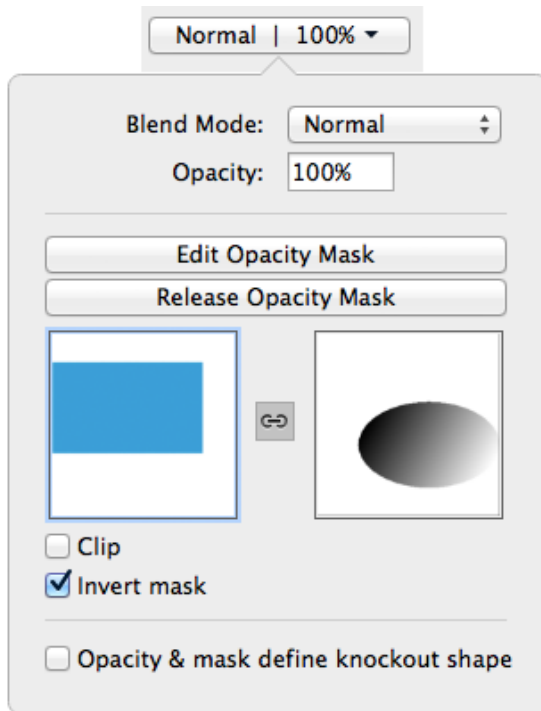 Normal | 100%
Blend Mode: Normal
Opacity: 100%
Edit Opacity Mask
Release Opacity Mask
Clip
Invert mask
Opacity & mask define knockout shape